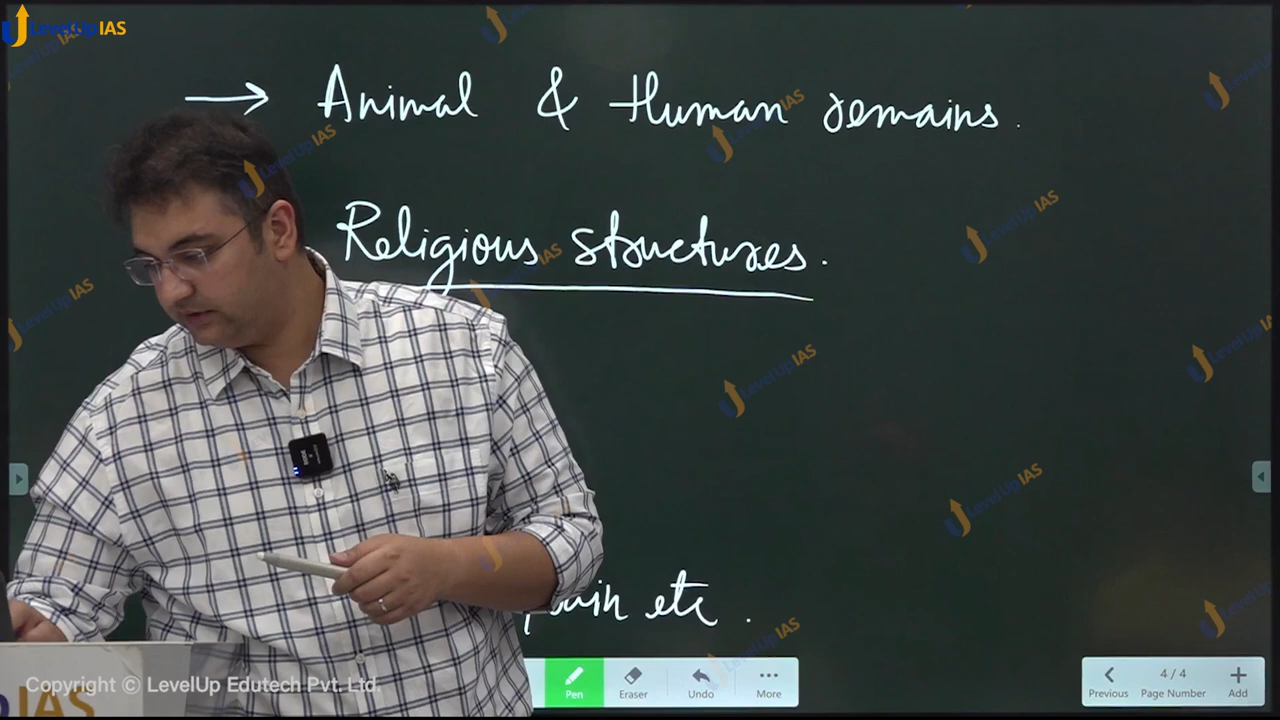 LevelUp IAS
→ Animal & Human remains.
Religious structures.
etc.
Copyright © LevelUp Edutech Pvt. Ltd.
IAS
Pen
Eraser
Undo
More
Previous
4 / 4
Page Number
Add